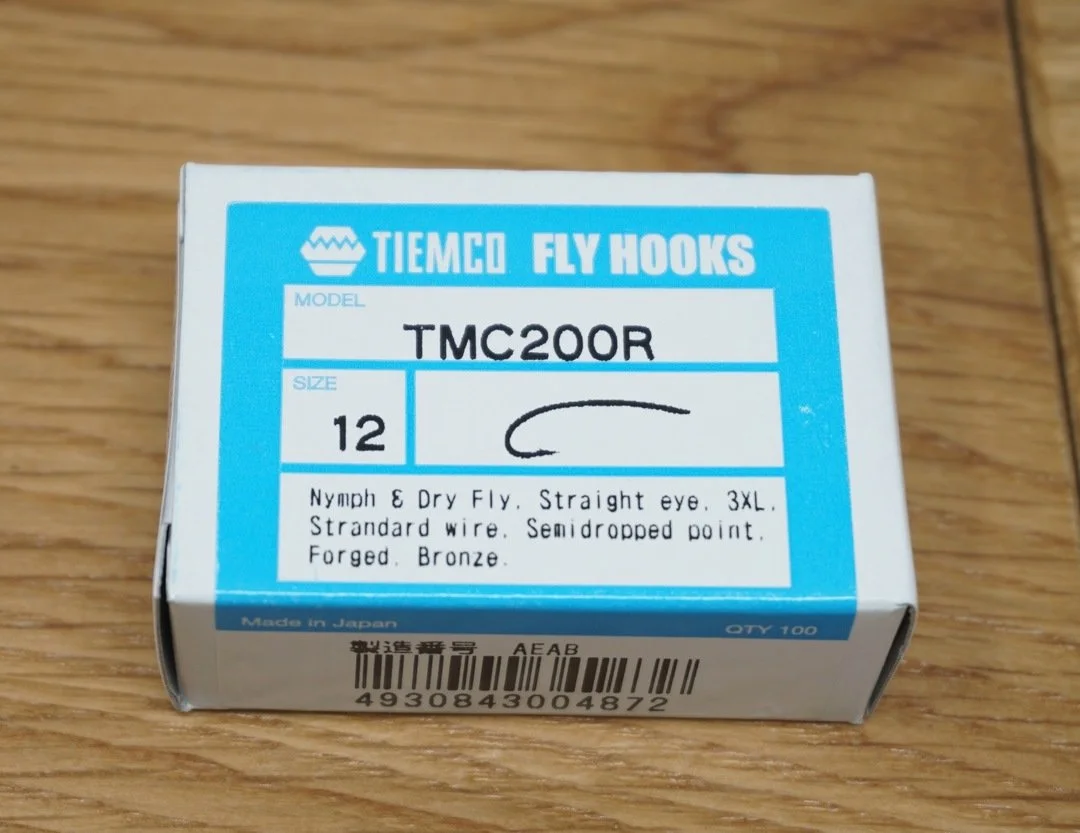 TIEMCO FLY HOOKS
MODEL
TMC200R
SIZE
12
Nymph & Dry Fly, Straight eye, 3XL,
Strandard wire, Semidropped point,
Forged, Bronze.
Made in Japan QTY 100
製造番号 AEAB
4930843004872